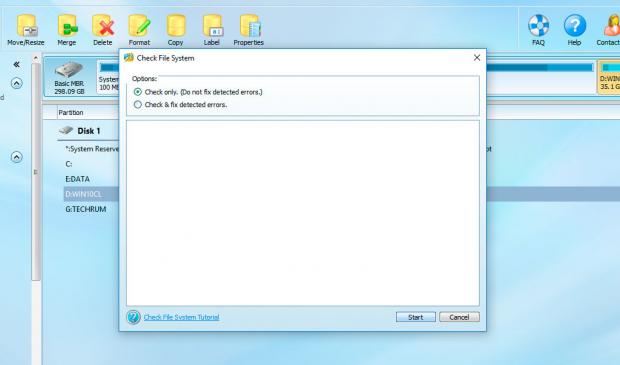 Move/Resize Merge Delete Format Copy Label Properties FAQ Help Contact
Check File System
Options:
Check only. (Do not fix detected errors.)
Check & fix detected errors.
Basic MBR
298.09 GB
System
100 MB
D:WIN
35.1 G
Partition
Disk 1
*:System Reserve
C:
E:DATA
D:WIN10CL
G:TECHRUM
Check File System Tutorial
Start Cancel